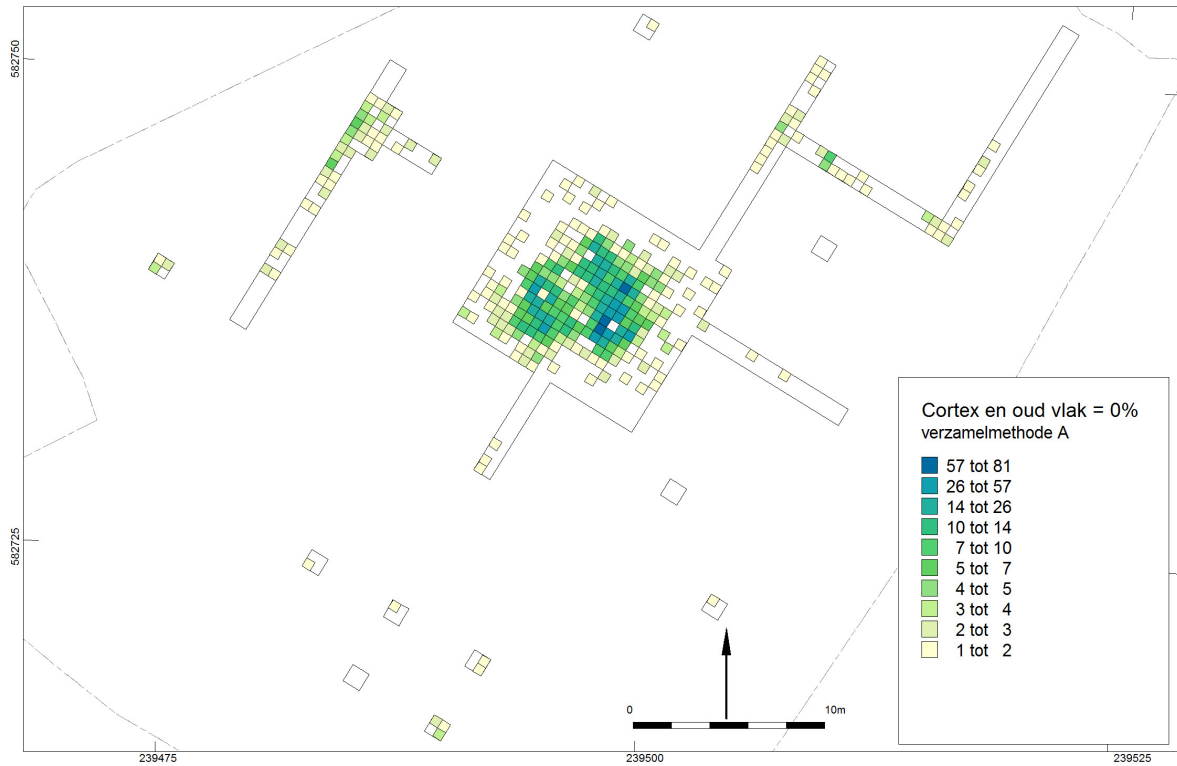 582750
582725
Cortex en oud vlak = 0%
verzamelmethode A
57 tot 81
26 tot 57
14 tot 26
10 tot 14
7 tot 10
5 tot 7
4 tot 5
3 tot 4
2 tot 3
1 tot 2
0 10m
239475 239500 239525